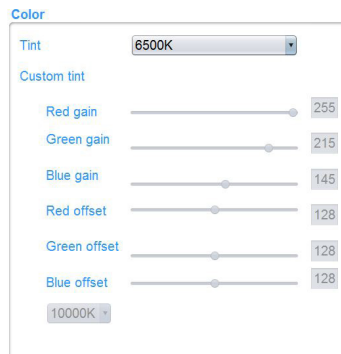 Color
Tint 6500K
Custom tint
Red gain 255
Green gain 215
Blue gain 145
Red offset 128
Green offset 128
Blue offset 128
10000K